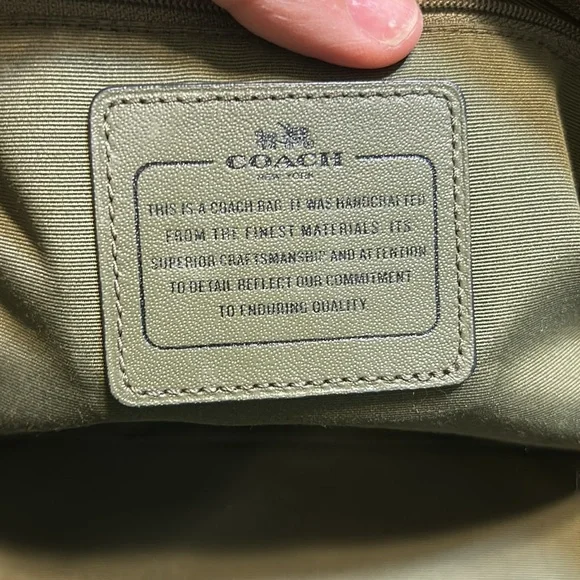 COACH
NEW YORK
THIS IS A COACH BAG. IT WAS HANDCRAFTED
FROM THE FINEST MATERIALS. ITS
SUPERIOR CRAFTSMANSHIP AND ATTENTION
TO DETAIL REFLECT OUR COMMITMENT
TO ENDURING QUALITY